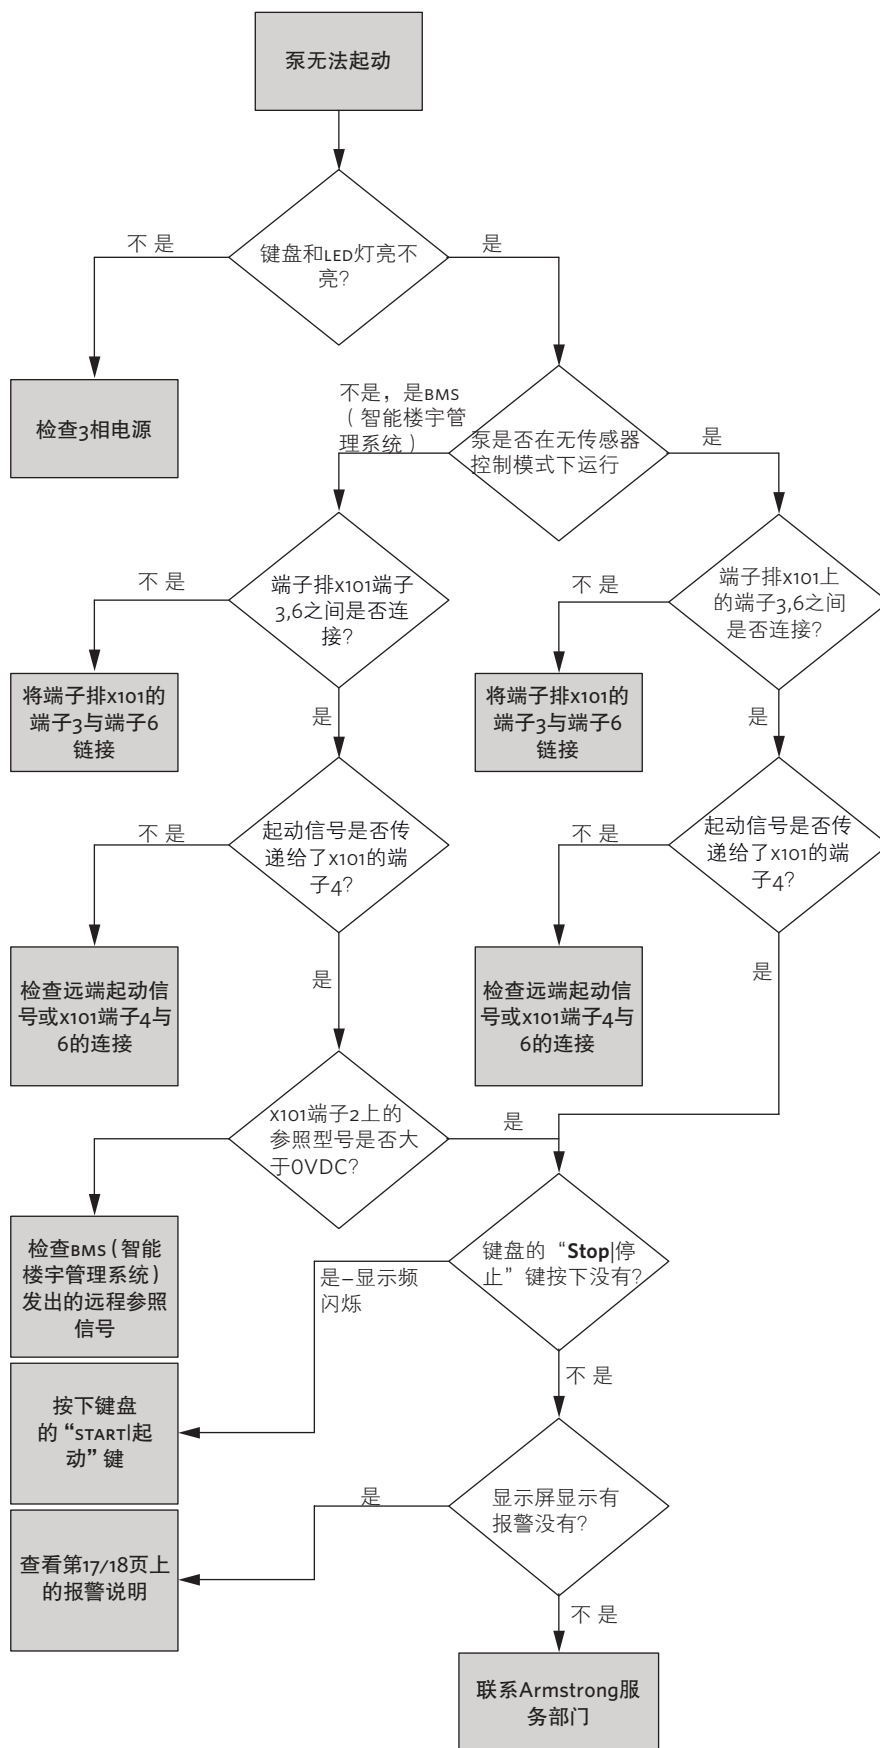 泵无法起动
键盘和LED灯亮不
亮?
不 是
是
检查3相电源
不是，是BMS
（智能楼宇管
理系统）
泵是否在无传感器
控制模式下运行
是
端子排X101端子
3,6之间是否连
接?
不 是
端子排X101上
的端子3,6之间
是否连接?
不 是
将端子排X101的
端子3与端子6
链接
是
将端子排X101的
端子3与端子6
链接
是
起动信号是否传
递给了X101的端
子4?
不 是
起动信号是否传
递给了X101的端
子4?
不 是
检查远端起动信
号或X101端子4与
6的连接
是
检查远端起动信
号或X101端子4与
6的连接
是
X101端子2上的
参照型号是否大
于0VDC?
是
检查BMS（智能
楼宇管理系统）
发出的远程参照
信号
键盘的“Stop|停
止”键按下没有?
是–显示频
闪烁
不 是
按下键盘
的“START|起
动”键
显示屏显示有
报警没有?
是
查看第17/18页上
的报警说明
不 是
联系Armstrong服
务部门